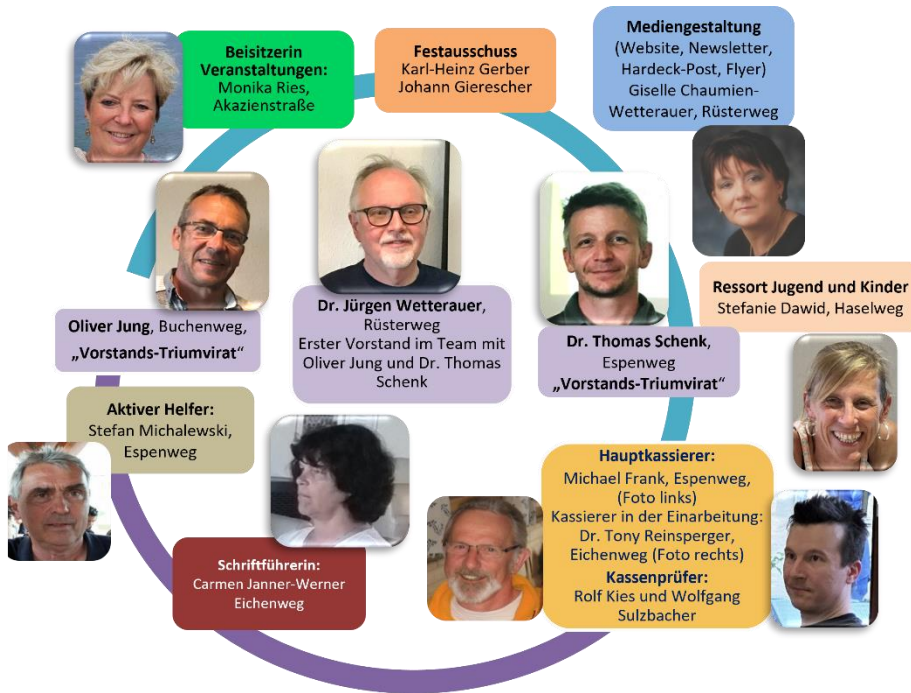 Beisitzerin
Veranstaltungen:
Monika Ries,
Akazienstraße
Festausschuss
Karl-Heinz Gerber
Johann Gierescher
Mediengestaltung
(Website, Newsletter,
Hardeck-Post, Flyer)
Giselle Chaumien-
Wetterauer, Rüsterweg
Ressort Jugend und Kinder
Stefanie Dawid, Haselweg
Oliver Jung, Buchenweg,
„Vorstands-Triumvirat“
Dr. Jürgen Wetterauer,
Rüsterweg
Erster Vorstand im Team mit
Oliver Jung und Dr. Thomas
Schenk
Dr. Thomas Schenk,
Espenweg
„Vorstands-Triumvirat“
Aktiver Helfer:
Stefan Michalewski,
Espenweg
Schriftführerin:
Carmen Janner-Werner
Eichenweg
Hauptkassierer:
Michael Frank, Espenweg,
(Foto links)
Kassierer in der Einarbeitung:
Dr. Tony Reinsperger,
Eichenweg (Foto rechts)
Kassenprüfer:
Rolf Kies und Wolfgang
Sulzbacher